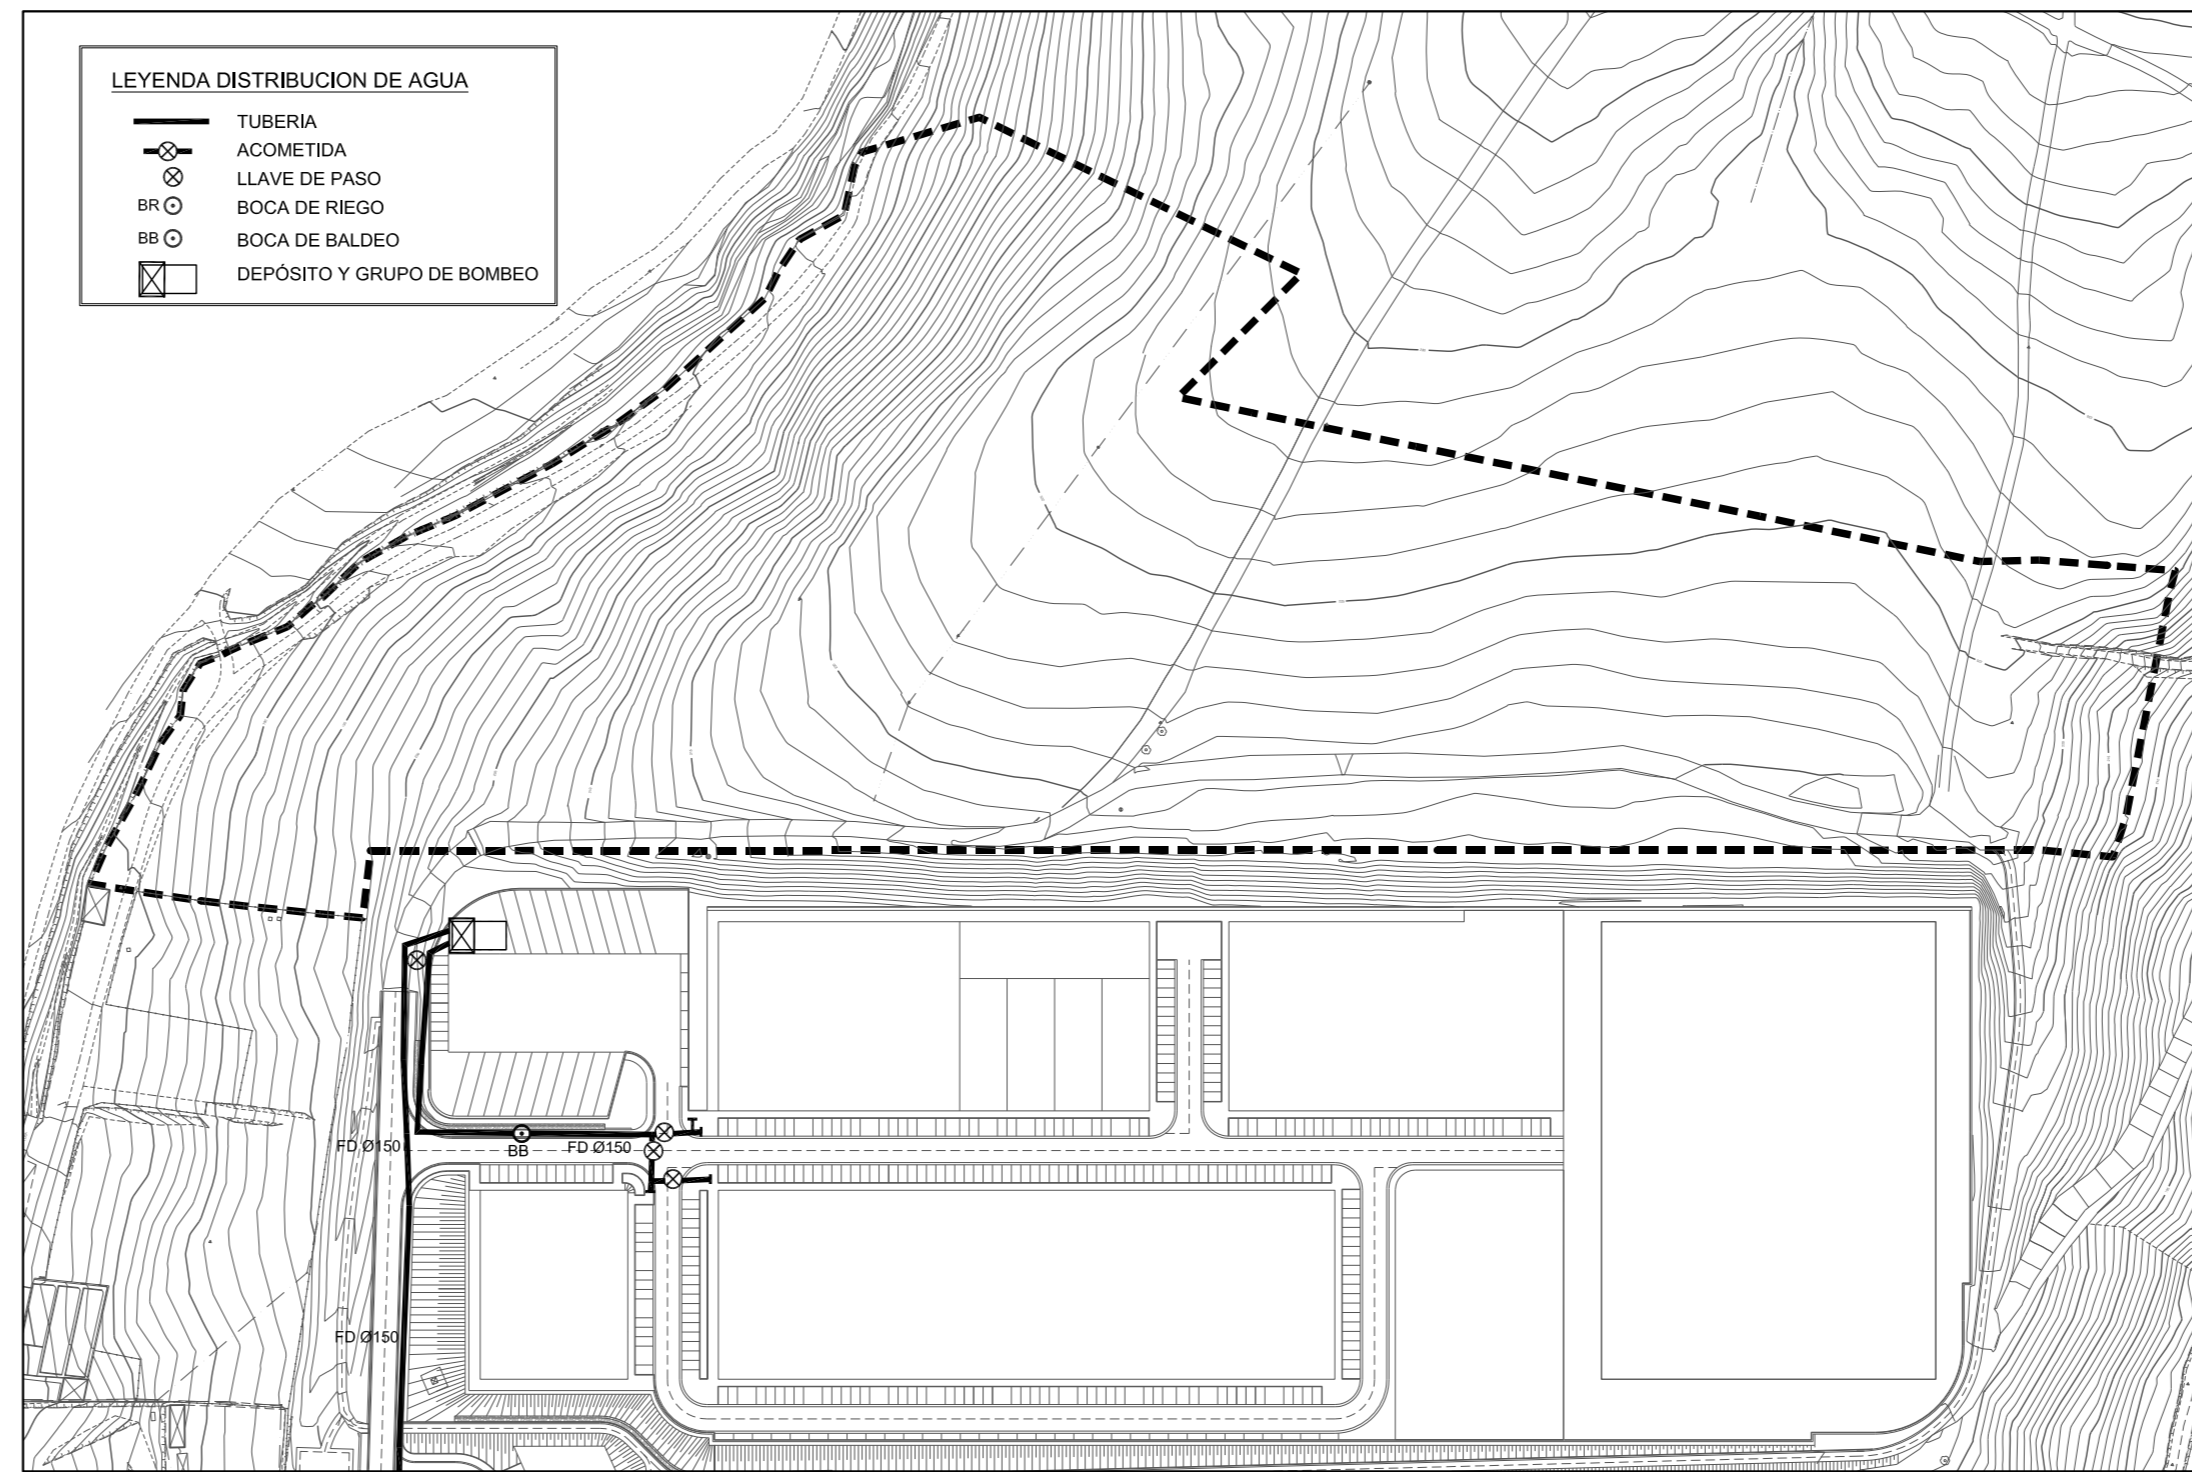 LEYENDA DISTRIBUCION DE AGUA
TUBERIA
ACOMETIDA
LLAVE DE PASO
BR BOCA DE RIEGO
BB BOCA DE BALDEO
DEPÓSITO Y GRUPO DE BOMBEO
FD Ø150
BB
FD Ø150
FD Ø150